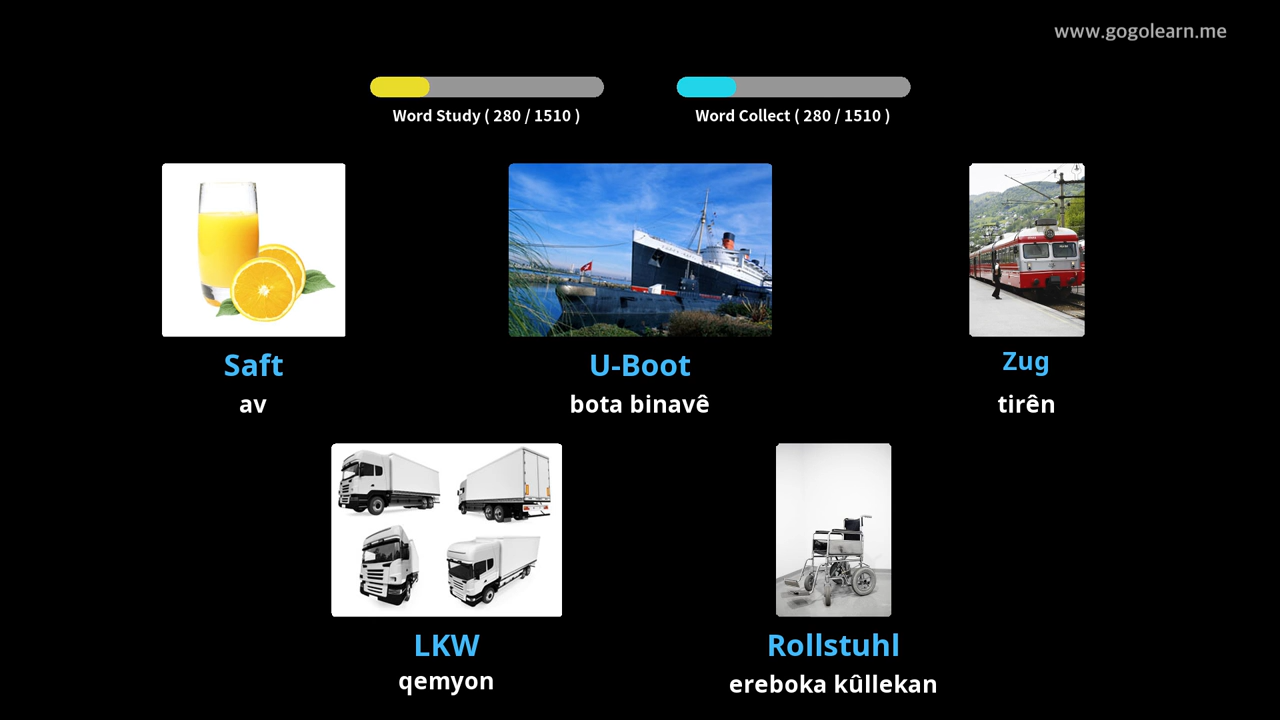 www.gogolearn.me
Word Study ( 280 / 1510 )
Word Collect ( 280 / 1510 )
Saft
av
U-Boot
bota binavê
Zug
tirên
LKW
qemyon
Rollstuhl
ereboka kûllekan